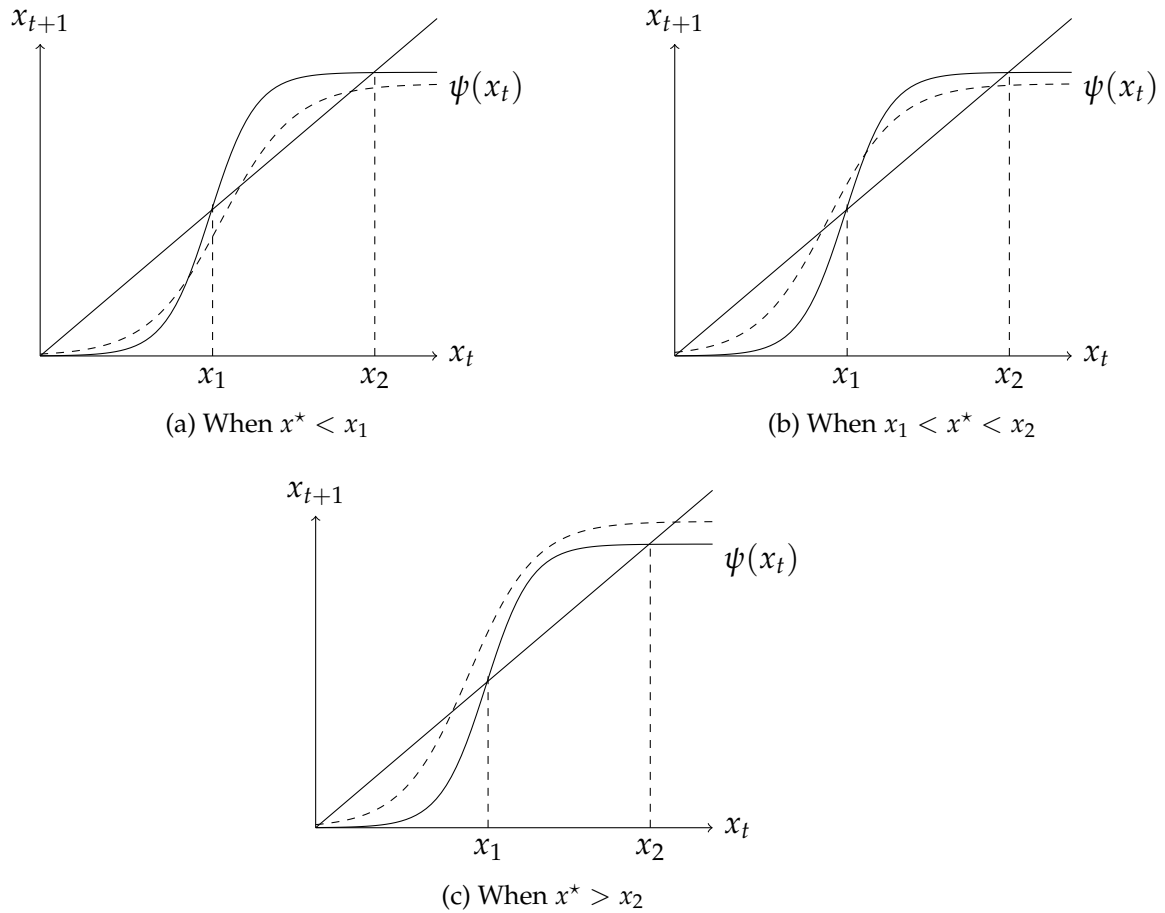 x_{t+1}
ψ(x_t)
x_t
x_1
x_2
(a) When x⋆ < x_1
x_{t+1}
ψ(x_t)
x_t
x_1
x_2
(b) When x_1 < x⋆ < x_2
x_{t+1}
ψ(x_t)
x_t
x_1
x_2
(c) When x⋆ > x_2